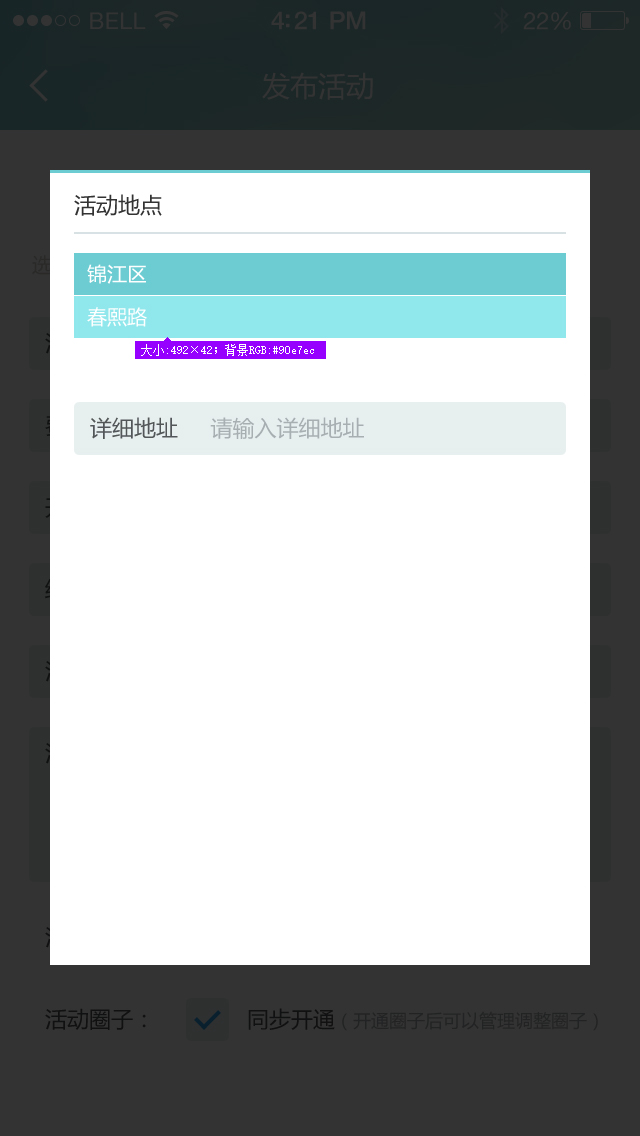 BELL 4:21 PM 22%
发布活动
活动地点
锦江区
春熙路
大小:492×42; 背景RGB:#90e7ec
详细地址 请输入详细地址
活动圈子： 同步开通（开通圈子后可以管理调整圈子）